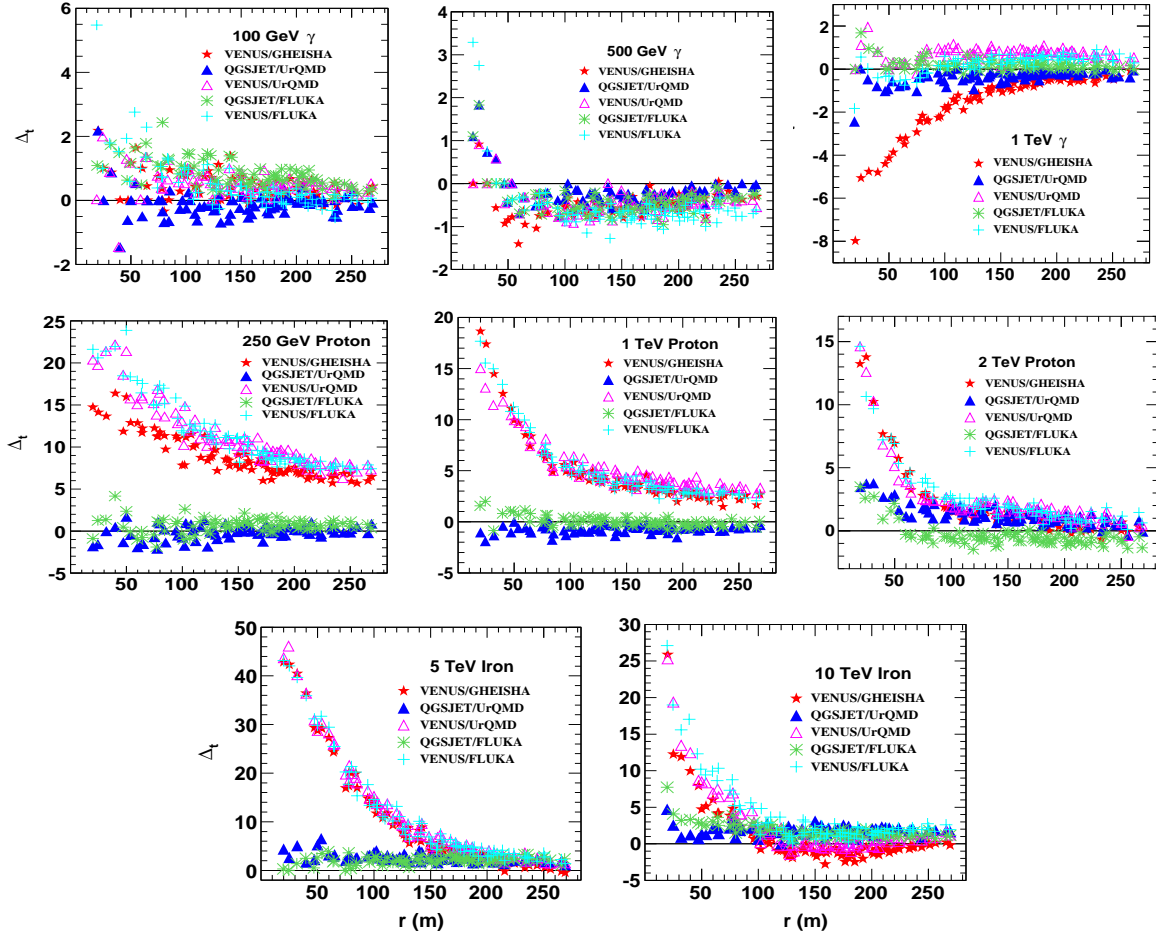 100 GeV γ
VENUS/GHEISHA
QGSJET/UrQMD
VENUS/UrQMD
QGSJET/FLUKA
VENUS/FLUKA
Δt
6
4
2
0
-2
50 100 150 200 250
500 GeV γ
VENUS/GHEISHA
QGSJET/UrQMD
VENUS/UrQMD
QGSJET/FLUKA
VENUS/FLUKA
4
3
2
1
0
-1
-2
50 100 150 200 250
1 TeV γ
VENUS/GHEISHA
QGSJET/UrQMD
VENUS/UrQMD
QGSJET/FLUKA
VENUS/FLUKA
2
0
-2
-4
-6
-8
50 100 150 200 250
250 GeV Proton
VENUS/GHEISHA
QGSJET/UrQMD
VENUS/UrQMD
QGSJET/FLUKA
VENUS/FLUKA
Δt
25
20
15
10
5
0
-5
50 100 150 200 250
1 TeV Proton
VENUS/GHEISHA
QGSJET/UrQMD
VENUS/UrQMD
QGSJET/FLUKA
VENUS/FLUKA
20
15
10
5
0
-5
50 100 150 200 250
2 TeV Proton
VENUS/GHEISHA
QGSJET/UrQMD
VENUS/UrQMD
QGSJET/FLUKA
VENUS/FLUKA
15
10
5
0
50 100 150 200 250
5 TeV Iron
VENUS/GHEISHA
QGSJET/UrQMD
VENUS/UrQMD
QGSJET/FLUKA
VENUS/FLUKA
Δt
50
40
30
20
10
0
50 100 150 200 250
r (m)
10 TeV Iron
VENUS/GHEISHA
QGSJET/UrQMD
VENUS/UrQMD
QGSJET/FLUKA
VENUS/FLUKA
30
25
20
15
10
5
0
-5
50 100 150 200 250
r (m)